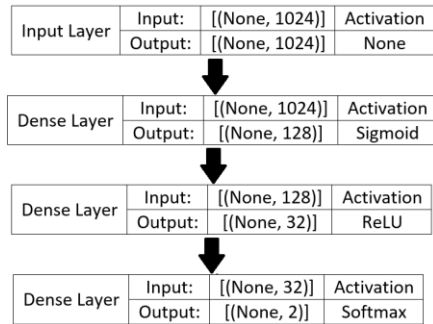 Input Layer Input: [(None, 1024)] Activation
Output: [(None, 1024)] None
Dense Layer Input: [(None, 1024)] Activation
Output: [(None, 128)] Sigmoid
Dense Layer Input: [(None, 128)] Activation
Output: [(None, 32)] ReLU
Dense Layer Input: [(None, 32)] Activation
Output: [(None, 2)] Softmax